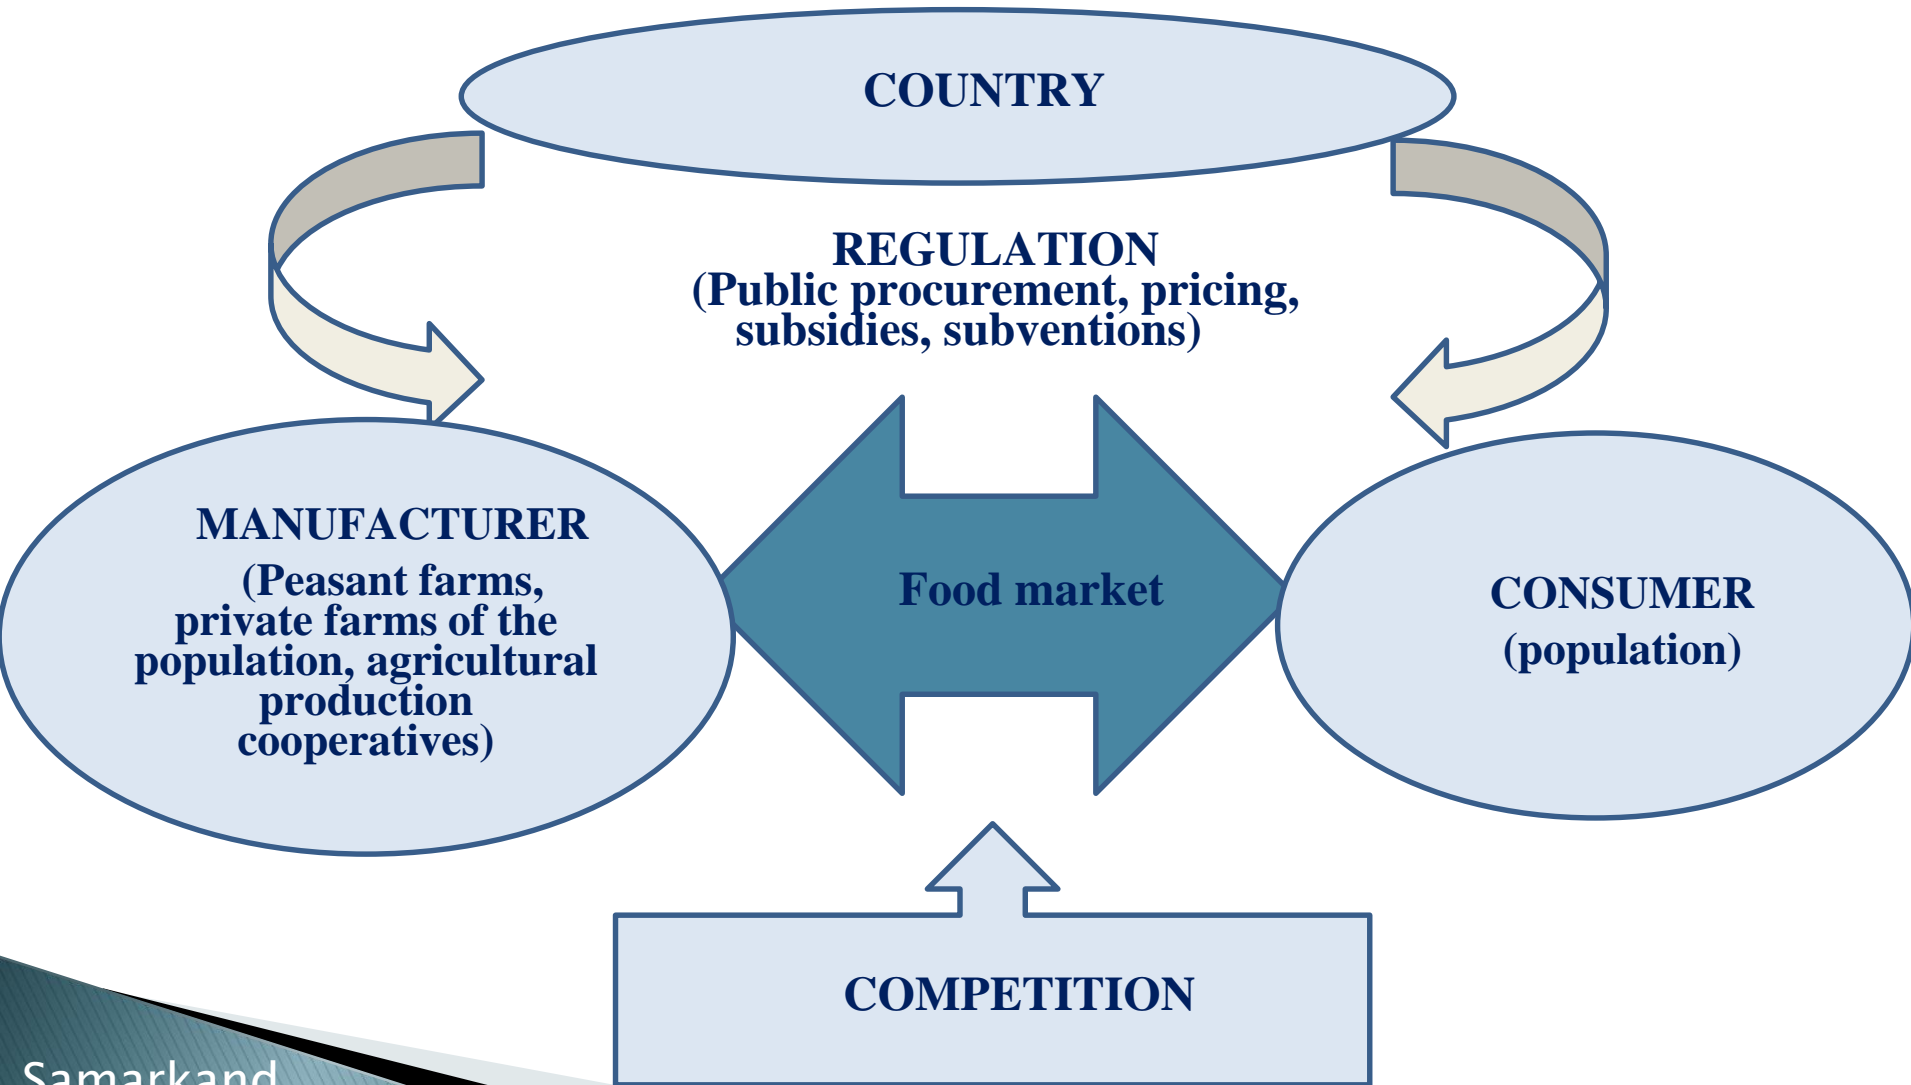 COUNTRY
REGULATION
(Public procurement, pricing,
subsidies, subventions)
MANUFACTURER
(Peasant farms,
private farms of the
population, agricultural
production
cooperatives)
Food market
CONSUMER
(population)
COMPETITION
Samarkand